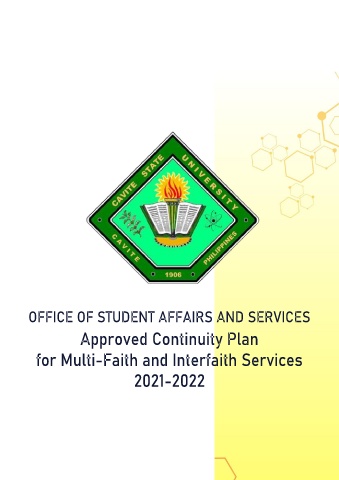 CAVITE STATE UNIVERSITY
CAVITE
1906
PHILIPPINES
OFFICE OF STUDENT AFFAIRS AND SERVICES
Approved Continuity Plan
for Multi-Faith and Interfaith Services
2021-2022